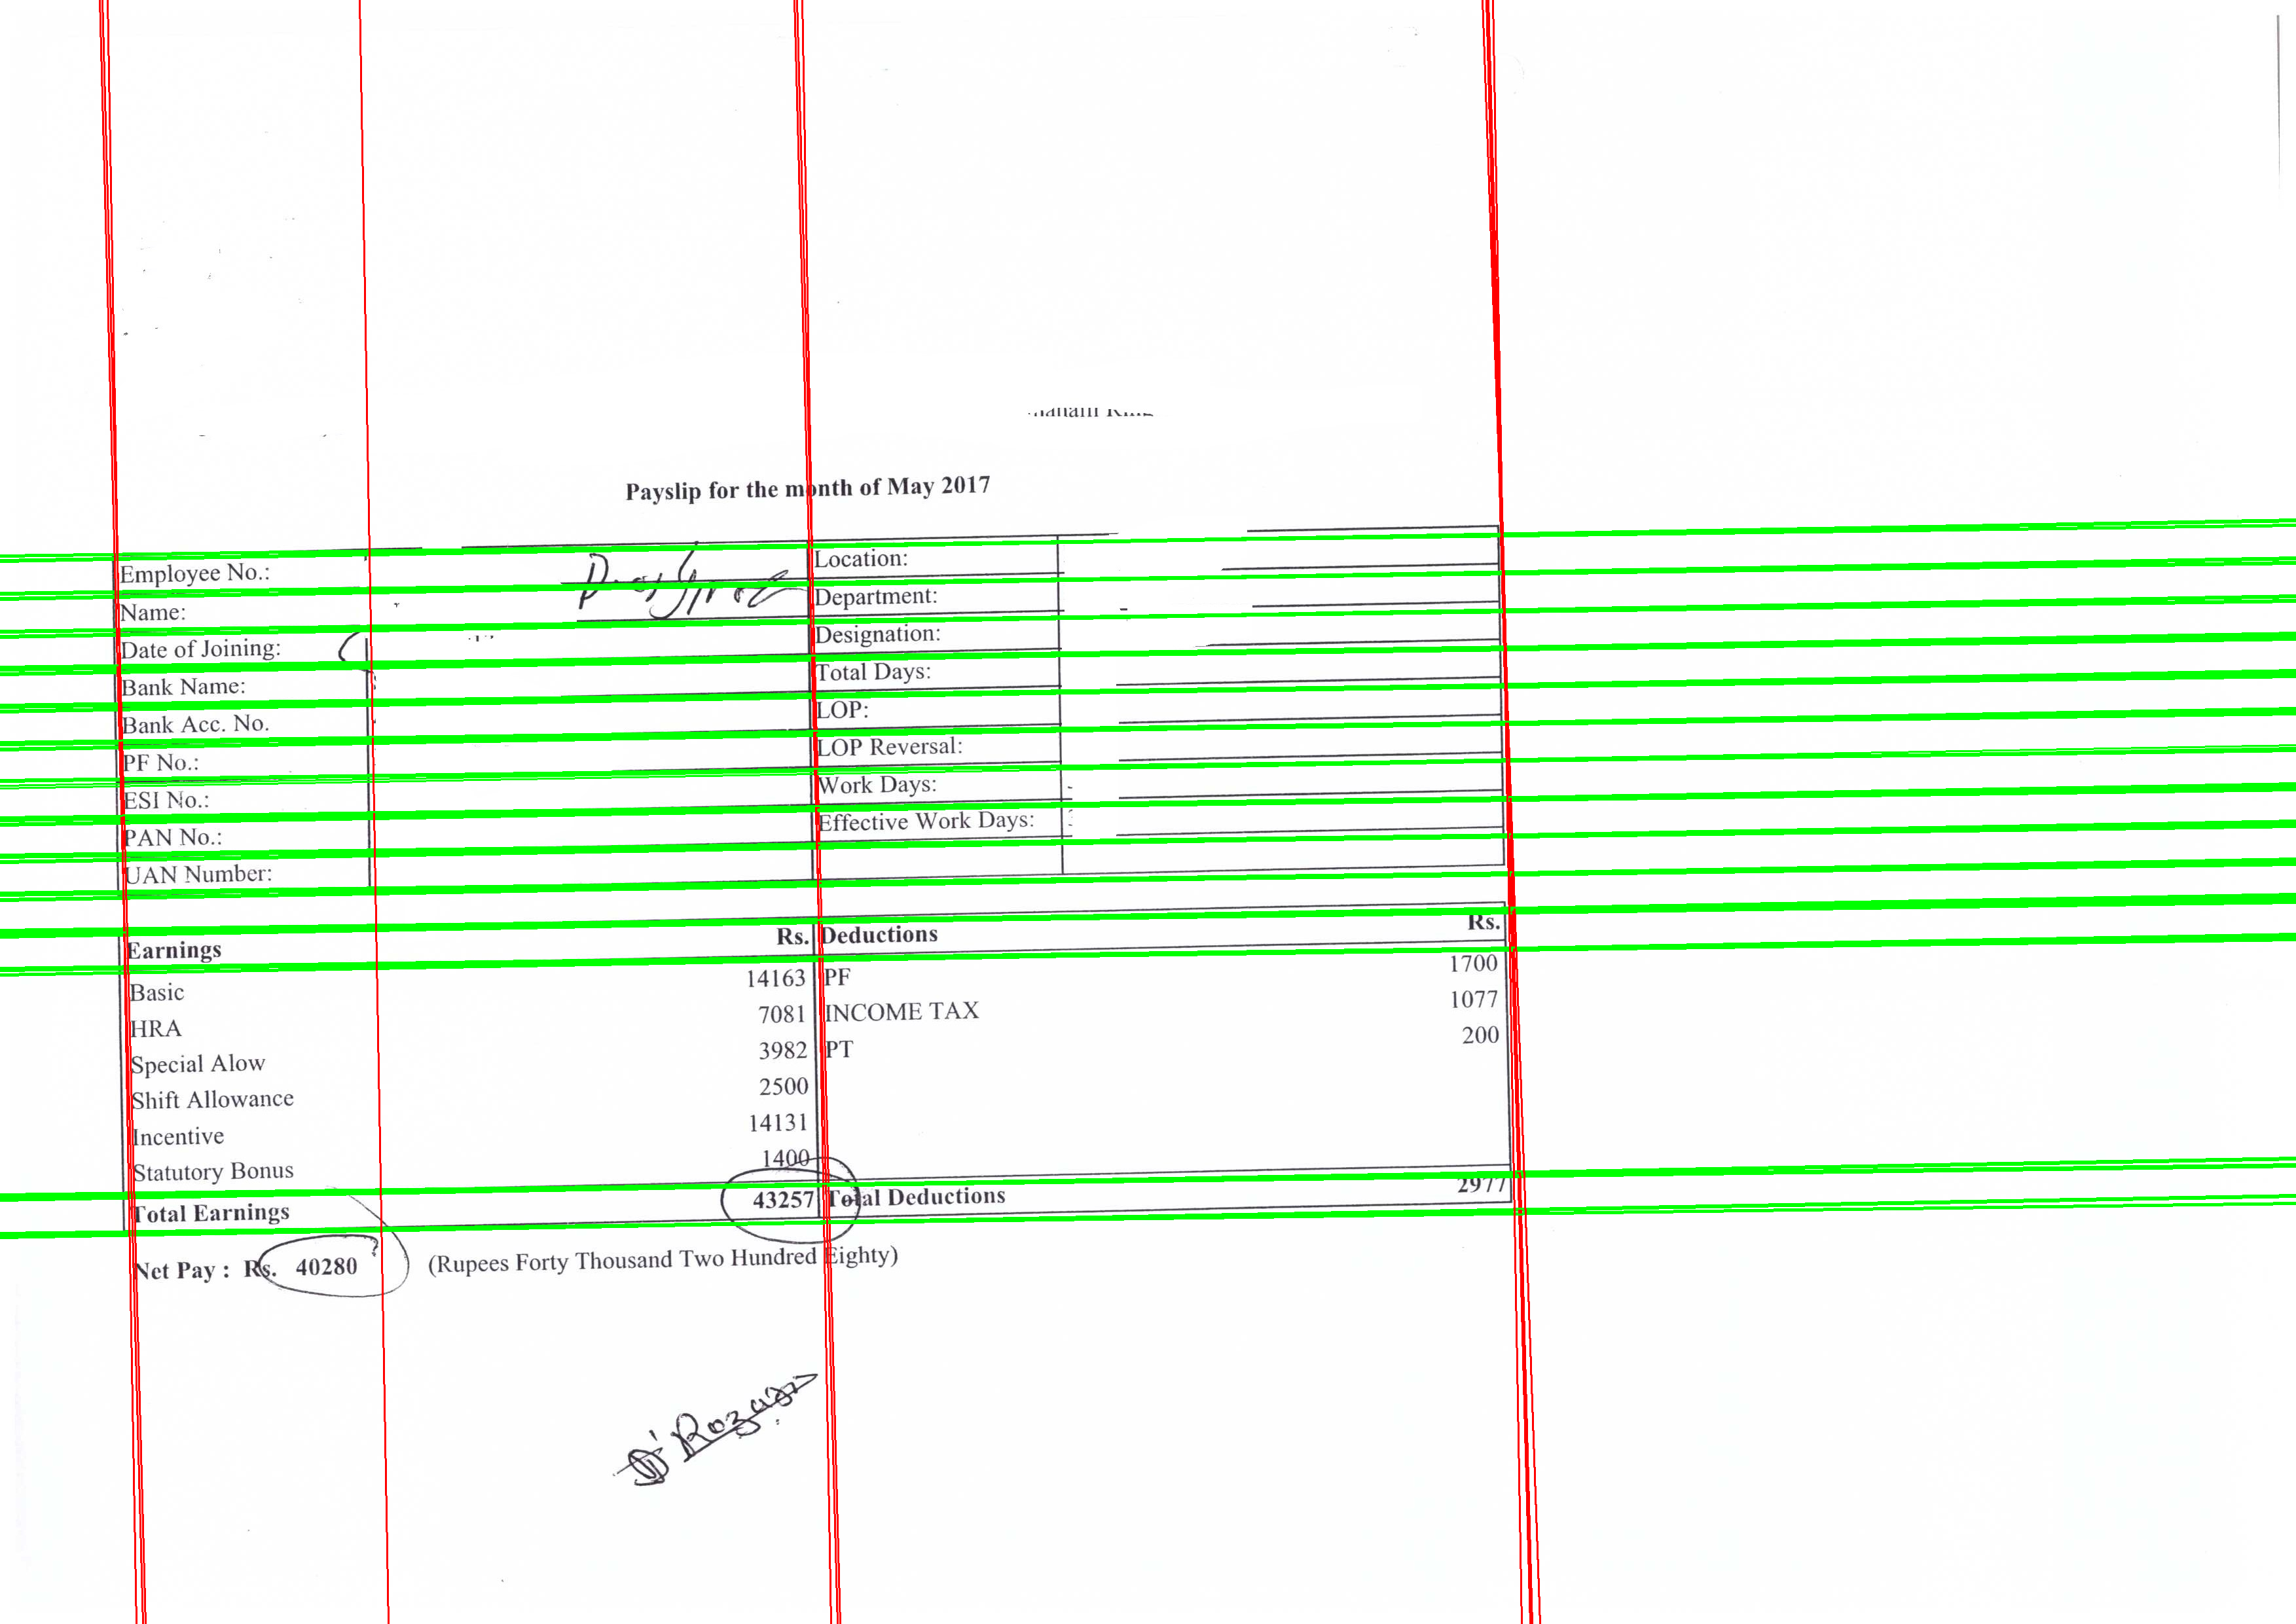 Payslip for the month of May 2017
Employee No.: Location:
Name: Department:
Date of Joining: Designation:
Bank Name: Total Days:
Bank Acc. No. LOP:
PF No.: LOP Reversal:
ESI No.: Work Days:
PAN No.: Effective Work Days:
UAN Number:
Earnings Rs. Deductions Rs.
Basic 14163 PF 1700
HRA 7081 INCOME TAX 1077
Special Alow 3982 PT 200
Shift Allowance 2500
Incentive 14131
Statutory Bonus 1400
Total Earnings 43257 Total Deductions 2977
Net Pay : Rs. 40280 (Rupees Forty Thousand Two Hundred Eighty)